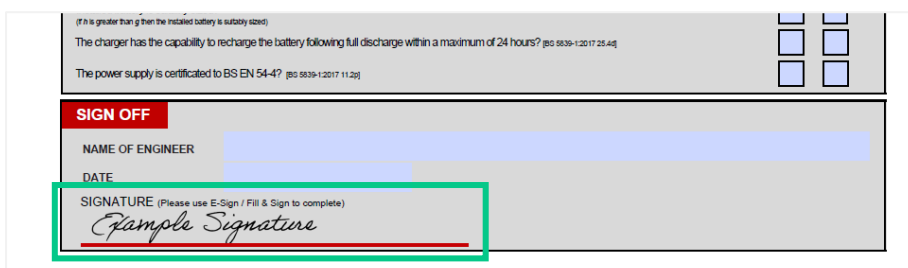 (If h is greater than g then the installed battery is suitably sized)
The charger has the capability to recharge the battery following full discharge within a maximum of 24 hours? [BS 5839-1:2017 25.4d]
The power supply is certificated to BS EN 54-4? [BS 5839-1:2017 11.2p]
SIGN OFF
NAME OF ENGINEER
DATE
SIGNATURE (Please use E-Sign / Fill & Sign to complete)
Example Signature